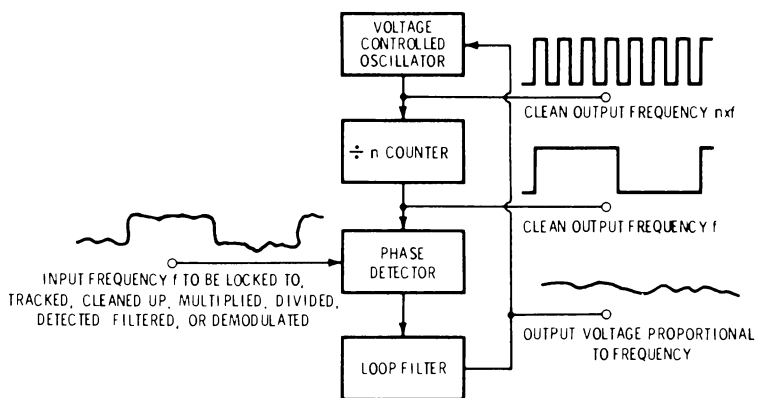 VOLTAGE
CONTROLLED
OSCILLATOR
CLEAN OUTPUT FREQUENCY nxf
÷ n COUNTER
CLEAN OUTPUT FREQUENCY f
PHASE
DETECTOR
INPUT FREQUENCY f TO BE LOCKED TO,
TRACKED, CLEANED UP, MULTIPLIED, DIVIDED,
DETECTED FILTERED, OR DEMODULATED
OUTPUT VOLTAGE PROPORTIONAL
TO FREQUENCY
LOOP FILTER